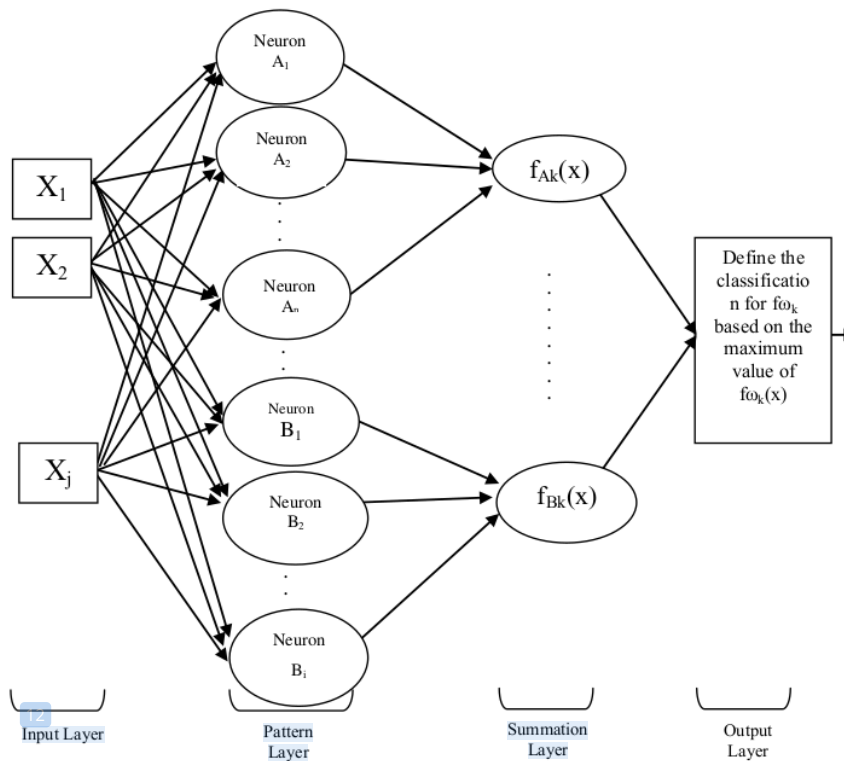 Neuron
A₁
Neuron
A₂
Neuron
Aₙ
Neuron
B₁
Neuron
B₂
Neuron
Bᵢ
X₁
X₂
Xⱼ
f_Ak(x)
f_Bk(x)
Define the
classificatio
n for fωₖ
based on the
maximum
value of
fωₖ(x)
12
Input Layer
Pattern
Layer
Summation
Layer
Output
Layer